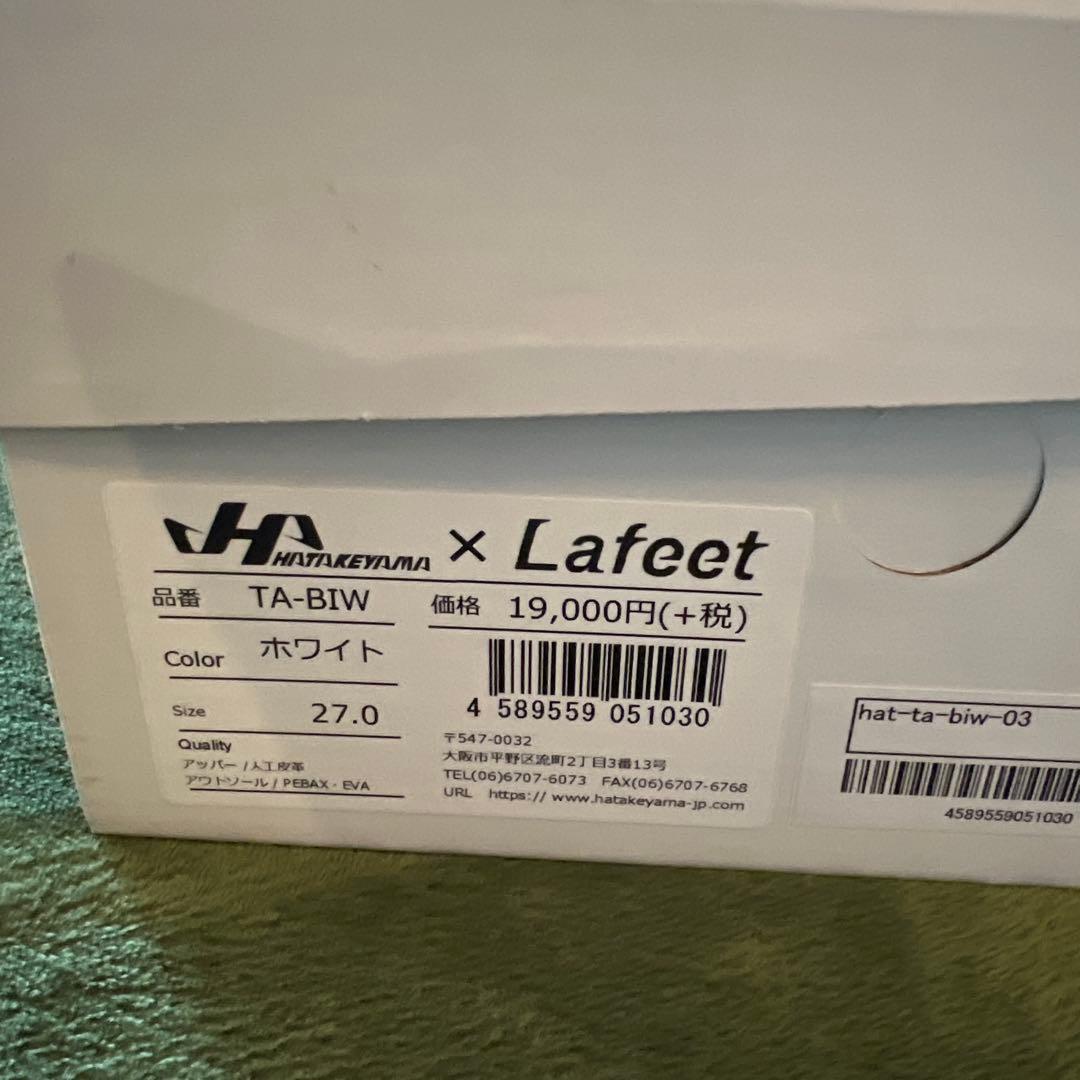 HATAKEYAMA × Lafeet
品番 TA-BIW
Color ホワイト
Size 27.0
Quality
アッパー / 人工皮革
アウトソール / PEBAX・EVA
価格 19,000円(+税)
4 589559 051030
〒547-0032
大阪市平野区流町2丁目3番13号
TEL(06)6707-6073 FAX(06)6707-6768
URL https:// www.hatakeyama-jp.com
hat-ta-biw-03
4589559051030